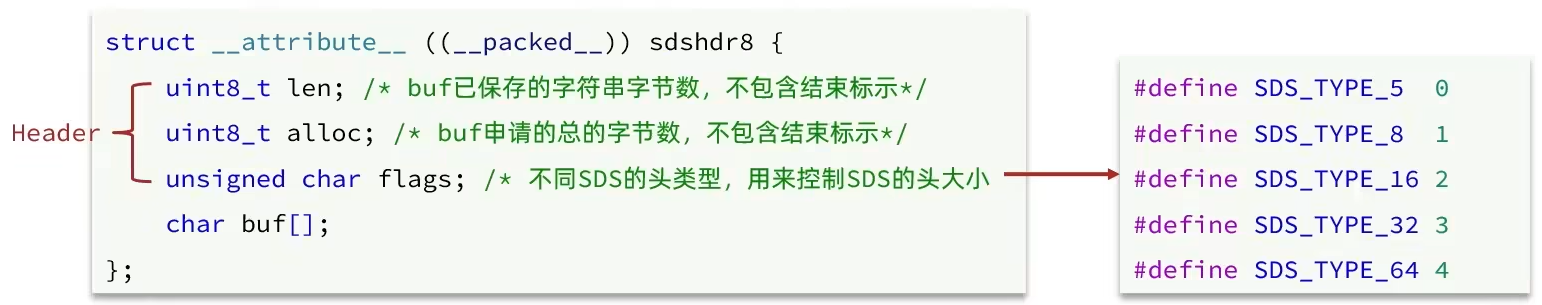 struct __attribute__ ((__packed__)) sdshdr8 {
Header
uint8_t len; /* buf已保存的字符串字节数，不包含结束标示*/
uint8_t alloc; /* buf申请的总的字节数，不包含结束标示*/
unsigned char flags; /* 不同SDS的头类型，用来控制SDS的头大小
char buf[];
};
#define SDS_TYPE_5 0
#define SDS_TYPE_8 1
#define SDS_TYPE_16 2
#define SDS_TYPE_32 3
#define SDS_TYPE_64 4